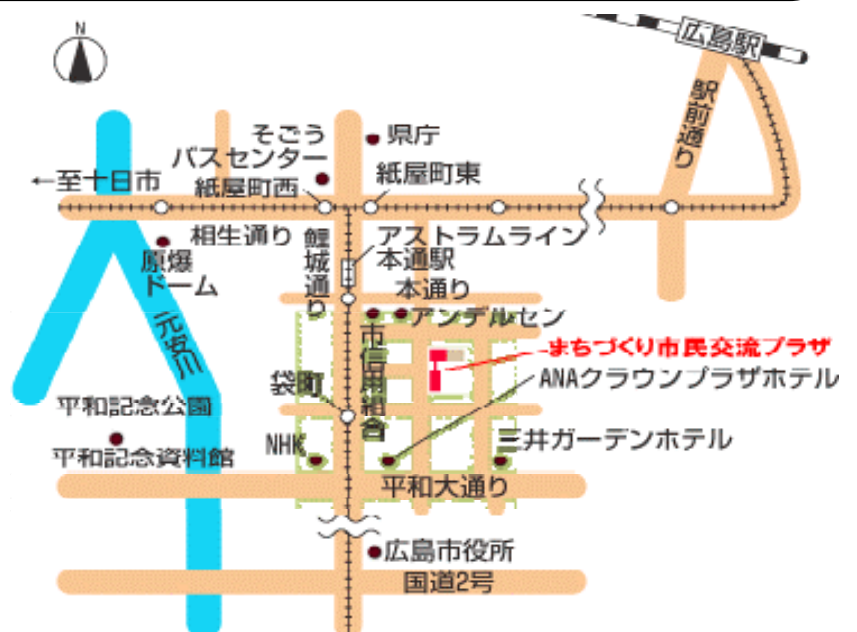 N
広島駅
駅前通り
そごう
バスセンター
県庁
←至十日市
紙屋町西
紙屋町東
相生通り
鯉城通り
アストラムライン
本通駅
原爆
ドーム
本通り
アンデルセン
元安川
市信用組合
まちづくり市民交流プラザ
袋町
ANAクラウンプラザホテル
平和記念公園
NHK
三井ガーデンホテル
平和記念資料館
平和大通り
広島市役所
国道2号